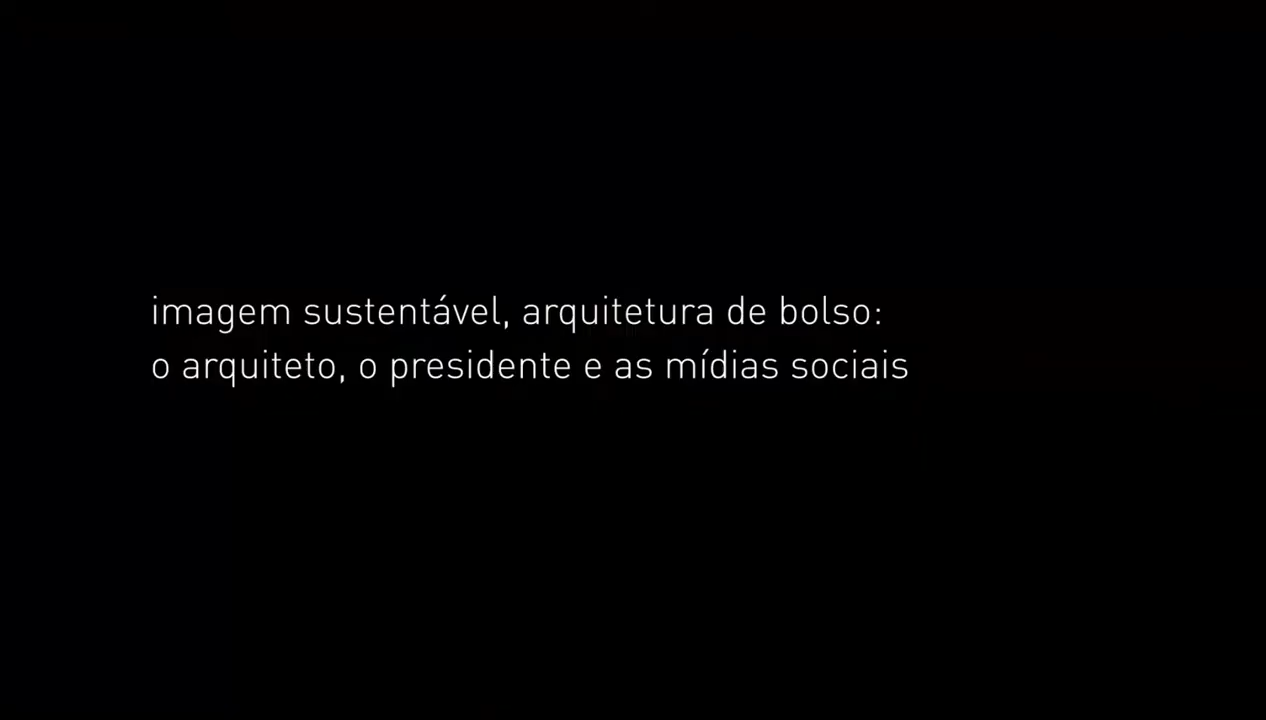 imagem sustentável, arquitetura de bolso:
o arquiteto, o presidente e as mídias sociais